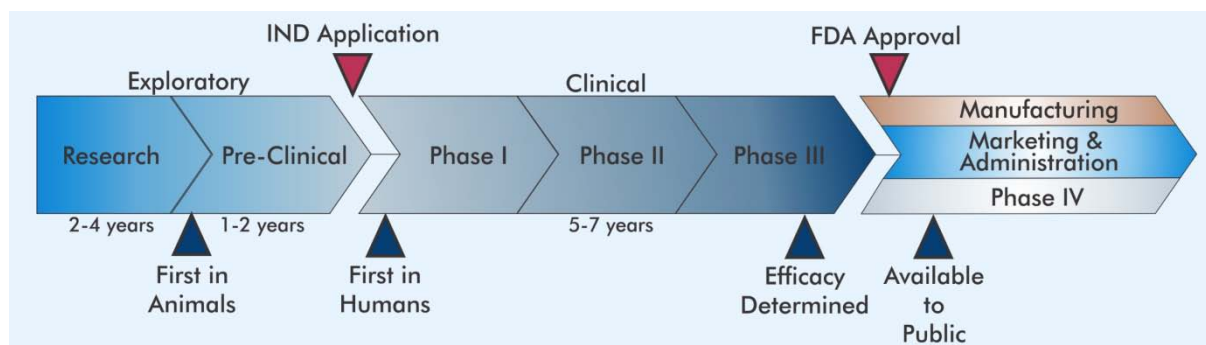 IND Application
FDA Approval
Exploratory
Clinical
Research
Pre-Clinical
Phase I
Phase II
Phase III
Manufacturing
Marketing &
Administration
Phase IV
2-4 years
1-2 years
5-7 years
First in
Animals
First in
Humans
Efficacy
Determined
Available
to
Public